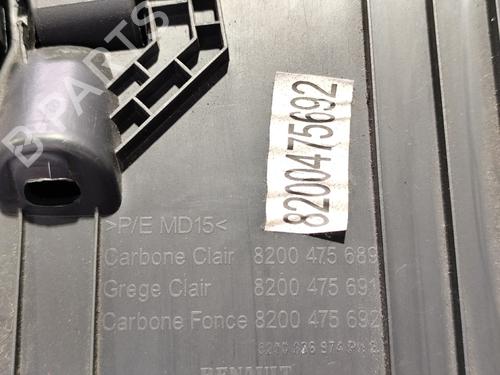 8200475692
>P/E MD15<
Carbone Clair 8200 475 689
Grege Clair 8200 475 691
Carbone Fonce 8200 475 692
RENAULT
B-PARTS